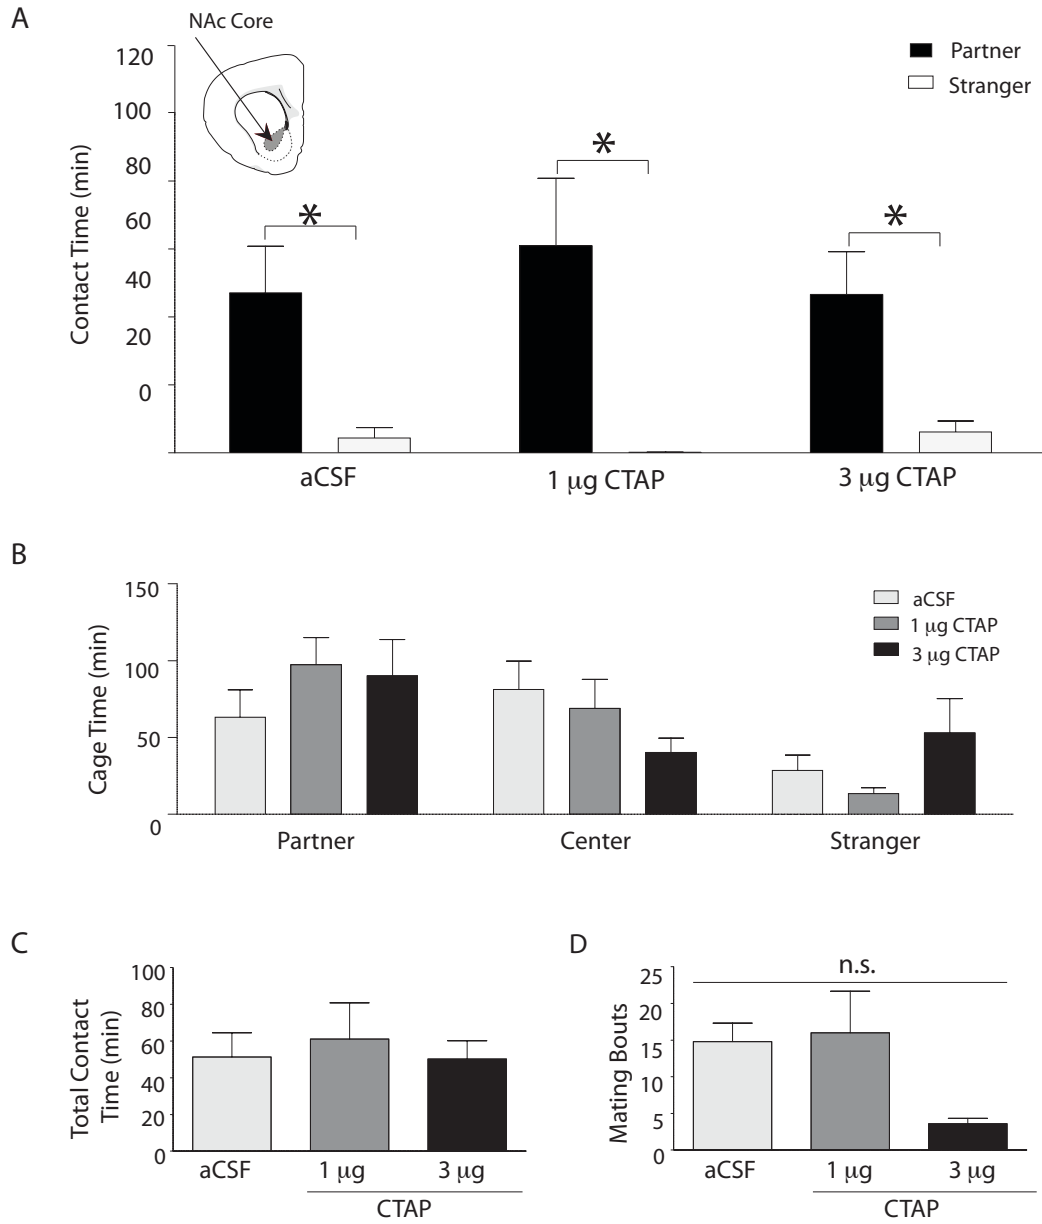 A
NAc Core
Partner
Stranger
120
100
80
60
40
20
0
Contact Time (min)
*
*
*
aCSF
1 μg CTAP
3 μg CTAP
B
150
100
50
0
Cage Time (min)
aCSF
1 μg CTAP
3 μg CTAP
Partner
Center
Stranger
C
100
80
60
40
20
0
Total Contact
Time (min)
aCSF
1 μg
3 μg
CTAP
D
n.s.
25
20
15
10
5
0
Mating Bouts
aCSF
1 μg
3 μg
CTAP